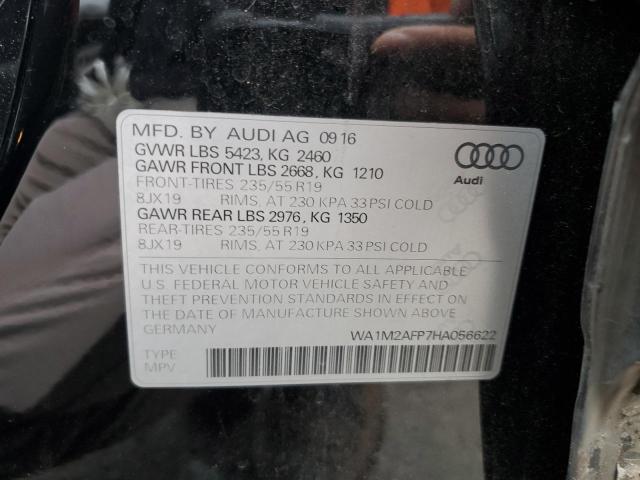 MFD. BY AUDI AG 09 16
GVWR LBS 5423, KG 2460
GAWR FRONT LBS 2668, KG 1210
FRONT-TIRES 235/55 R19
8JX19 RIMS, AT 230 KPA 33 PSI COLD
GAWR REAR LBS 2976, KG 1350
REAR-TIRES 235/55 R19
8JX19 RIMS, AT 230 KPA 33 PSI COLD
Audi
THIS VEHICLE CONFORMS TO ALL APPLICABLE
U.S. FEDERAL MOTOR VEHICLE SAFETY AND
THEFT PREVENTION STANDARDS IN EFFECT ON
THE DATE OF MANUFACTURE SHOWN ABOVE
GERMANY
WA1M2AFP7HA056622
TYPE
MPV